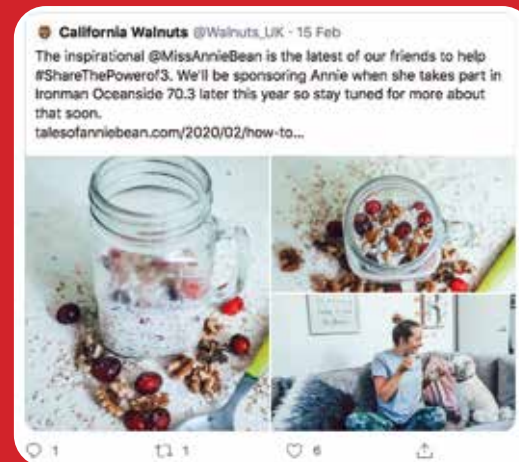 California Walnuts @Walnuts_UK · 15 Feb
The inspirational @MissAnnieBean is the latest of our friends to help
#ShareThePowerof3. We'll be sponsoring Annie when she takes part in
Ironman Oceanside 70.3 later this year so stay tuned for more about
that soon.
talesofanniebean.com/2020/02/how-to...
1 1 6